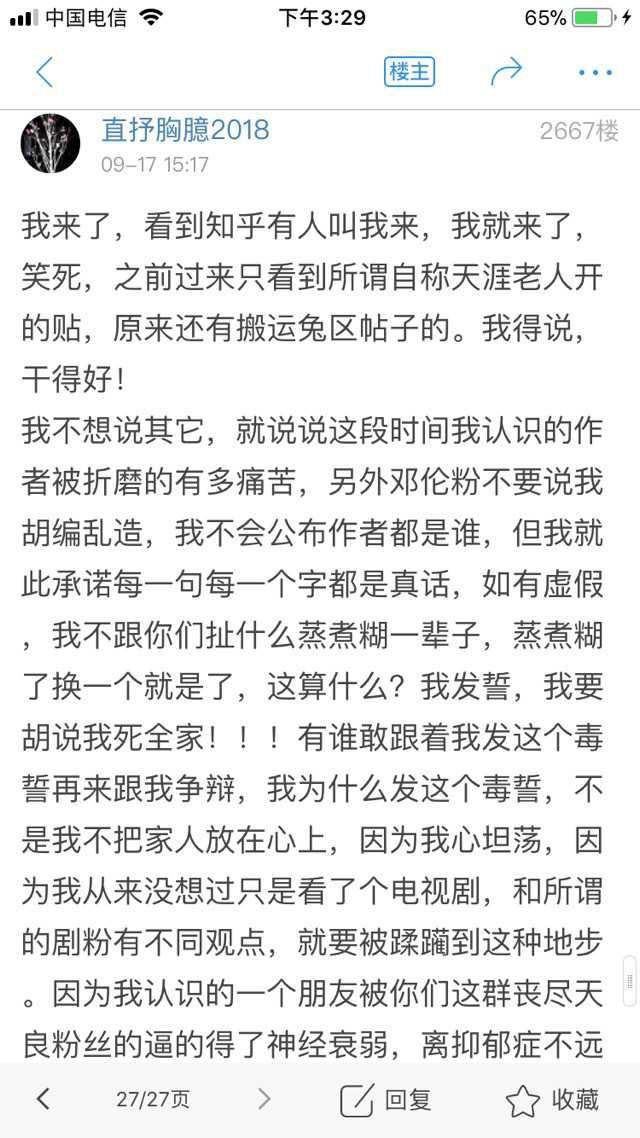 中国电信 下午3:29 65%
楼主
直抒胸臆2018 2667楼
09-17 15:17
我来了，看到知乎有人叫我来，我就来了，
笑死，之前过来只看到所谓自称天涯老人开
的贴，原来还有搬运兔区帖子的。我得说，
干得好！
我不想说其它，就说说这段时间我认识的作
者被折磨的有多痛苦，另外邓伦粉不要说我
胡编乱造，我不会公布作者都是谁，但我就
此承诺每一句每一个字都是真话，如有虚假
，我不跟你们扯什么蒸煮糊一辈子，蒸煮糊
了换一个就是了，这算什么？我发誓，我要
胡说我死全家！！！有谁敢跟着我发这个毒
誓再来跟我争辩，我为什么发这个毒誓，不
是我不把家人放在心上，因为我心坦荡，因
为我从来没想过只是看了个电视剧，和所谓
的剧粉有不同观点，就要被蹂躏到这种地步
。因为我认识的一个朋友被你们这群丧尽天
良粉丝的逼的得了神经衰弱，离抑郁症不远
27/27页 回复 收藏